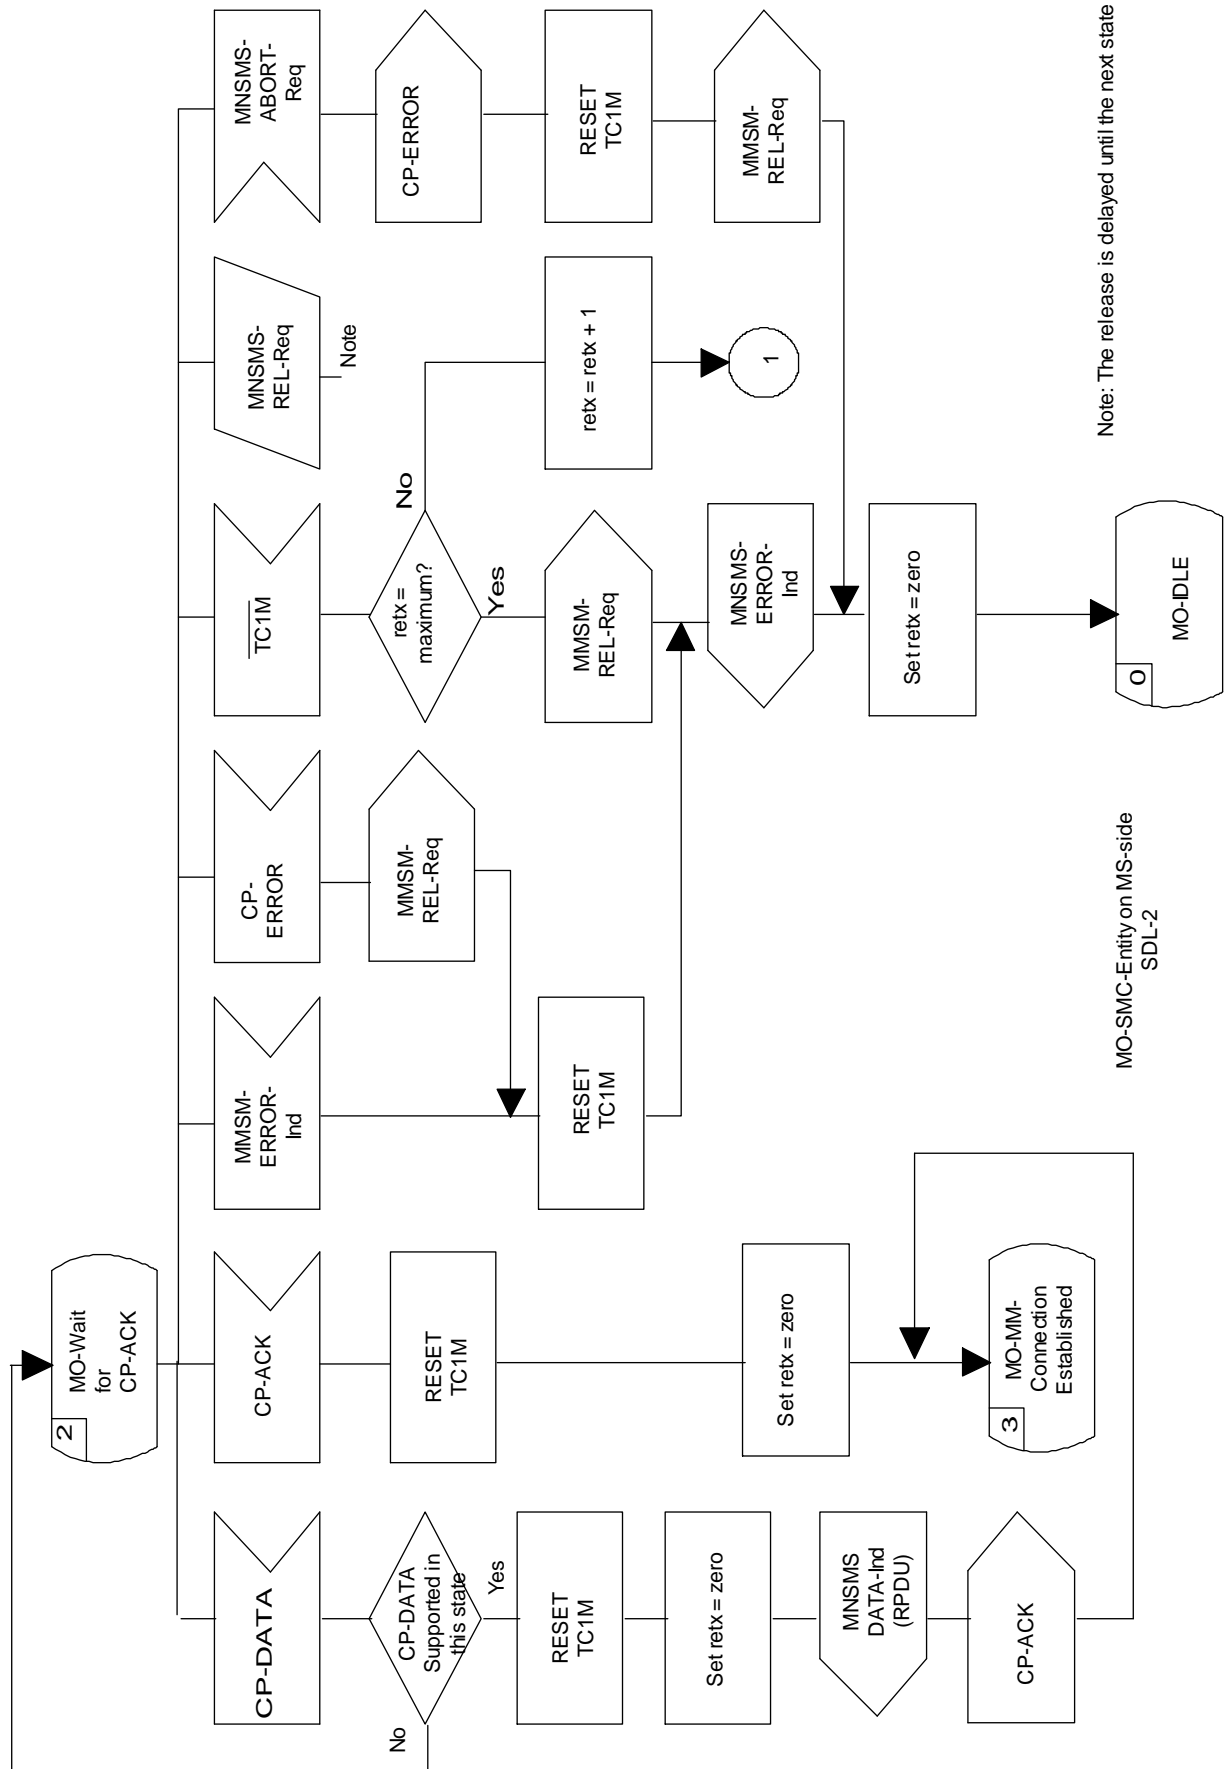 2
MO-Wait
for
CP-ACK
CP-DATA
CP-DATA
Supported in
this state
No
Yes
RESET
TC1M
Set retx = zero
MNSMS
DATA-Ind
(RPDU)
CP-ACK
CP-ACK
RESET
TC1M
Set retx = zero
3
MO-MM-
Connection
Established
MMSM-
ERROR-
Ind
RESET
TC1M
CP-
ERROR
MMSM-
REL-Req
TC1M
retx =
maximum?
No
Yes
MMSM-
REL-Req
MNSMS-
ERROR-
Ind
Set retx = zero
0
MO-IDLE
MNSMS-
REL-Req
Note
retx = retx + 1
1
MNSMS-
ABORT-
Req
CP-ERROR
RESET
TC1M
MMSM-
REL-Req
Note: The release is delayed until the next state
MO-SMC-Entity on MS-side
SDL-2